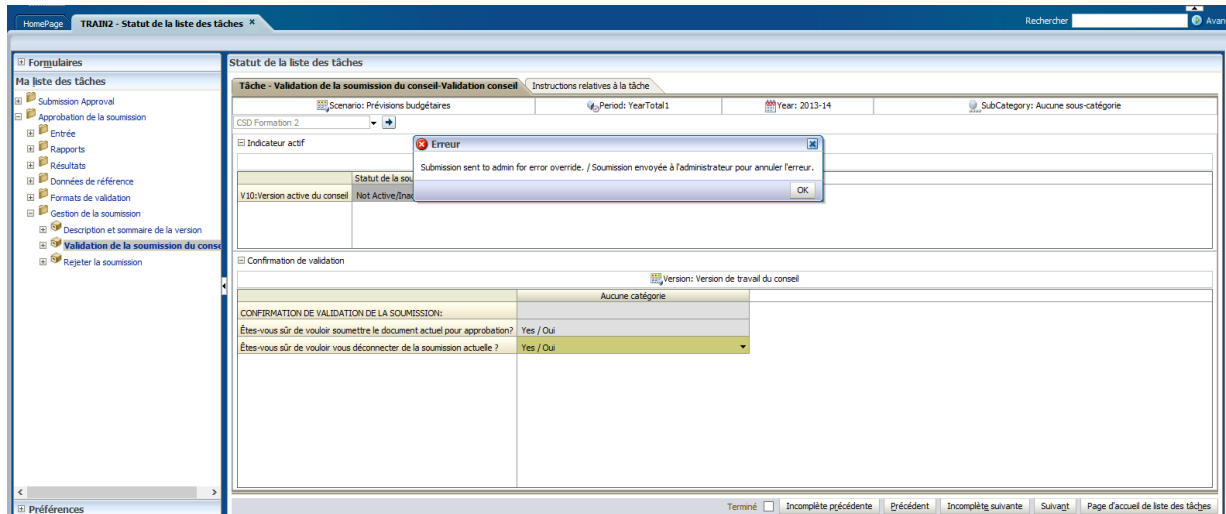 HomePage
TRAIN2 - Statut de la liste des tâches
Rechercher
Avan
Formulaires
Ma liste des tâches
Submission Approval
Approbation de la soumission
Entrée
Rapports
Résultats
Données de référence
Formats de validation
Gestion de la soumission
Description et sommaire de la version
Validation de la soumission du conse
Rejeter la soumission
Préférences
Statut de la liste des tâches
Tâche - Validation de la soumission du conseil-Validation conseil
Instructions relatives à la tâche
Scenario: Prévisions budgétaires
Period: YearTotal1
Year: 2013-14
SubCategory: Aucune sous-catégorie
CSD Formation 2
Indicateur actif
Statut de la sou
V10:Version active du conseil
Not Active/Inac
Erreur
Submission sent to admin for error override. / Soumission envoyée à l'administrateur pour annuler l'erreur.
OK
Confirmation de validation
Version: Version de travail du conseil
Aucune catégorie
CONFIRMATION DE VALIDATION DE LA SOUMISSION:
Êtes-vous sûr de vouloir soumettre le document actuel pour approbation? Yes / Oui
Êtes-vous sûr de vouloir vous déconnecter de la soumission actuelle ? Yes / Oui
Terminé
Incomplète précédente
Précédent
Incomplète suivante
Suivant
Page d'accueil de liste des tâches